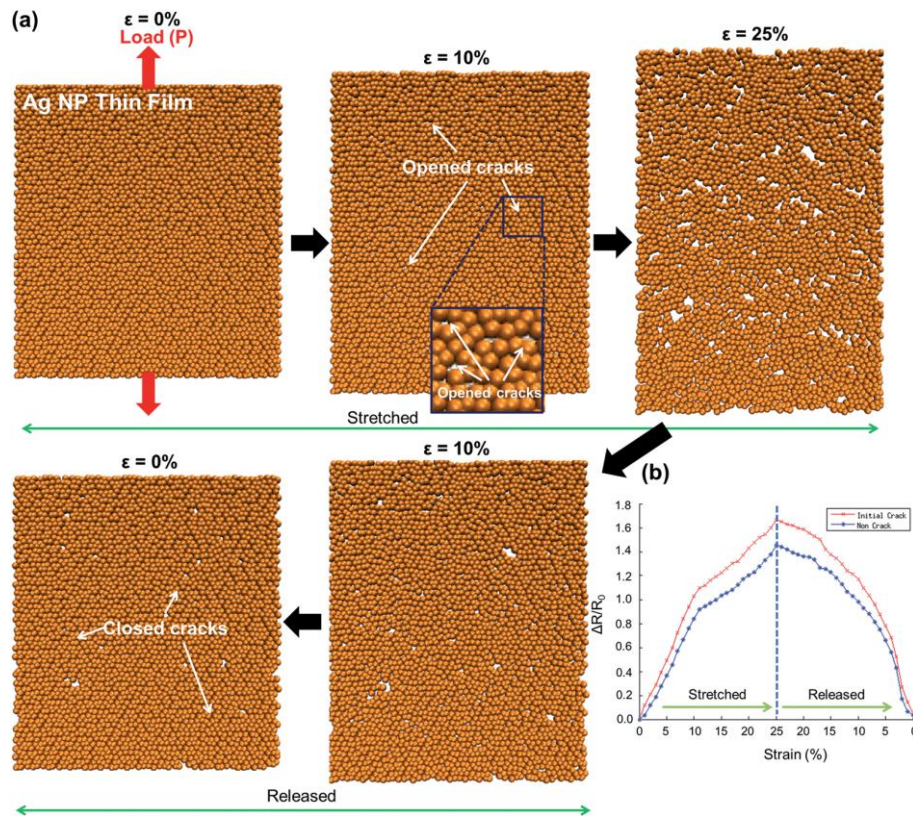 (a)
ε = 0%
Load (P)
Ag NP Thin Film
ε = 10%
Opened cracks
Opened cracks
ε = 25%
Stretched
ε = 0%
Closed cracks
ε = 10%
Released
(b)
1.8
1.6
1.4
1.2
1.0
0.8
0.6
0.4
0.2
0.0
ΔR/R₀
Initial Crack
Non Crack
Stretched
Released
0 5 10 15 20 25 20 15 10 5 0
Strain (%)